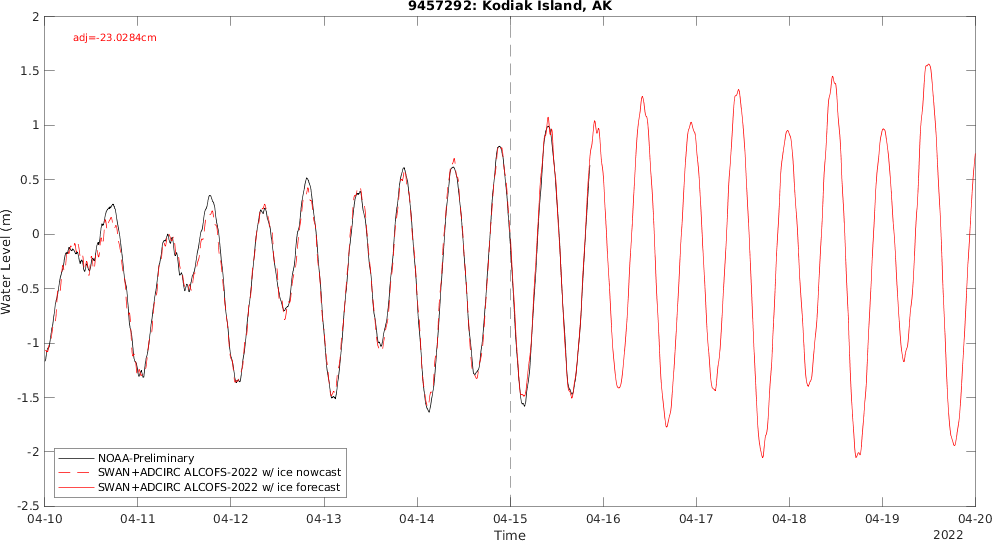 9457292: Kodiak Island, AK
adj=-23.0284cm
2
1.5
1
0.5
0
-0.5
-1
-1.5
-2
-2.5
Water Level (m)
NOAA-Preliminary
SWAN+ADCIRC ALCOFS-2022 w/ ice nowcast
SWAN+ADCIRC ALCOFS-2022 w/ ice forecast
04-10 04-11 04-12 04-13 04-14 04-15 04-16 04-17 04-18 04-19 04-20
Time
2022